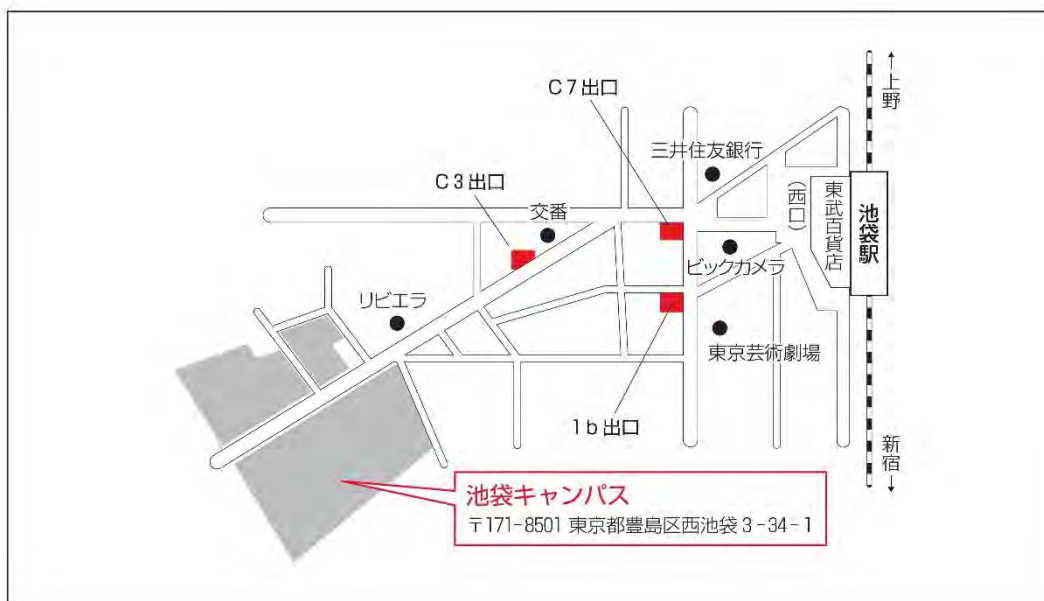 ←上野
C7出口
三井住友銀行
C3出口
交番
(西口)
東武百貨店
池袋駅
ビックカメラ
リビエラ
東京芸術劇場
1b出口
新宿→
池袋キャンパス
〒171-8501 東京都豊島区西池袋3-34-1